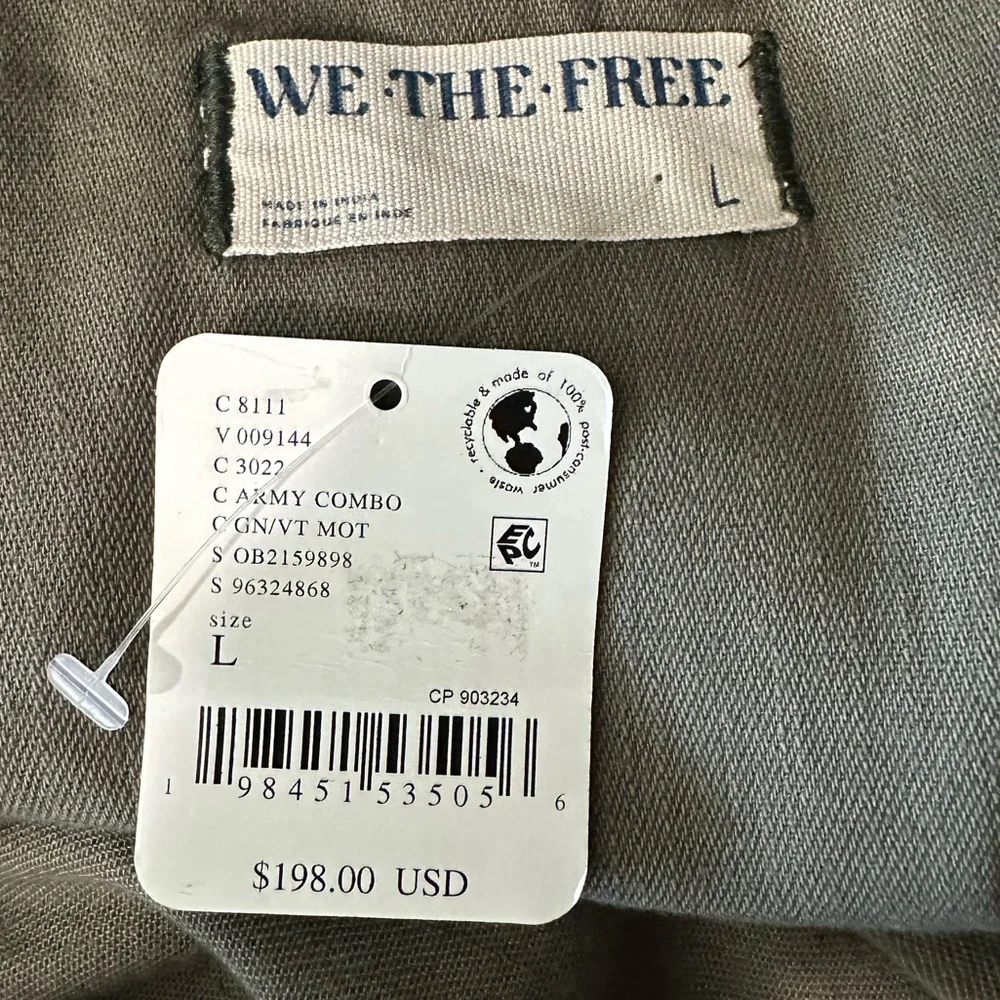 WE·THE·FREE
L
MADE IN INDIA
FABRIQUÉ EN INDE
C 8111
V 009144
C 3022
C ARMY COMBO
C GN/VT MOT
S OB2159898
S 96324868
size
L
recyclable & made of 100% post-consumer waste
EPC TM
CP 903234
1 98451 53505 6
$198.00 USD